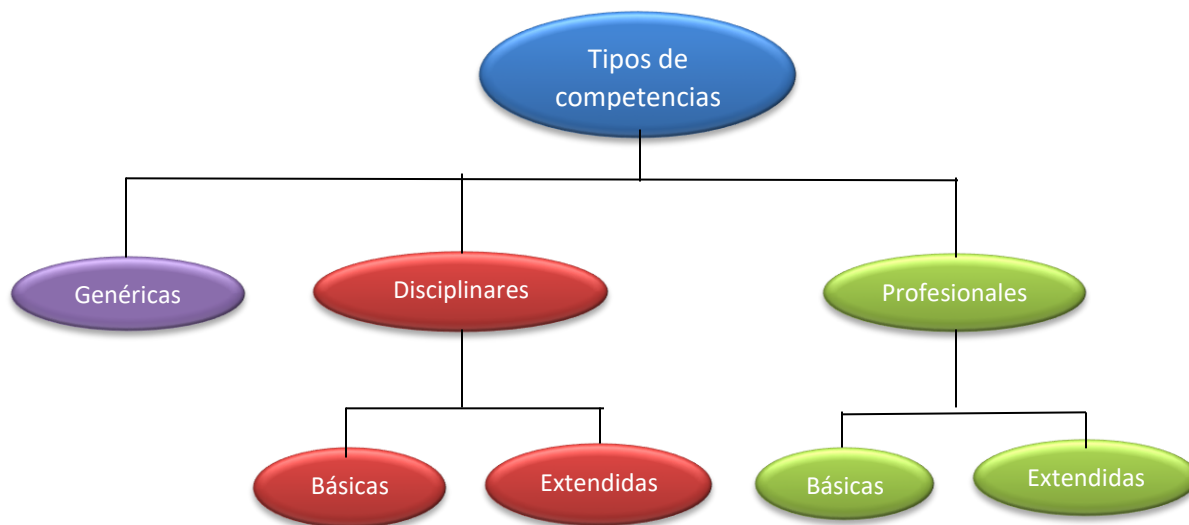 Tipos de
competencias
Genéricas
Disciplinares
Profesionales
Básicas
Extendidas
Básicas
Extendidas